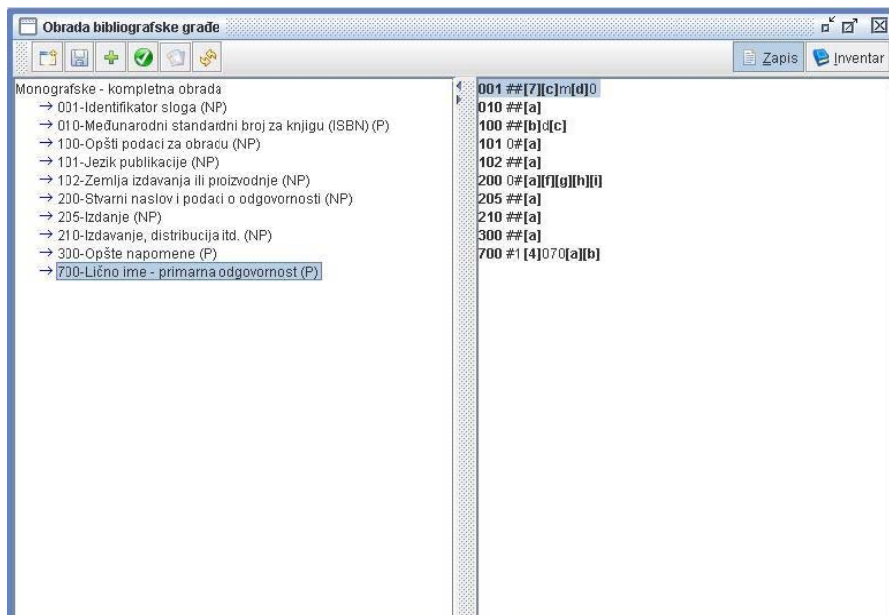 Obrada bibliografske građe
Zapis Inventar
Monografske - kompletna obrada
001-Identifikator sloga (NP)
010-Međunarodni standardni broj za knjigu (ISBN) (P)
100-Opšti podaci za obradu (NP)
101-Jezik publikacije (NP)
102-Zemlja izdavanja ili proizvodnje (NP)
200-Stvarni naslov i podaci o odgovornosti (NP)
205-Izdanje (NP)
210-Izdavanje, distribucija itd. (NP)
300-Opšte napomene (P)
700-Lično ime - primarna odgovornost (P)
001 ##[7][c]m[d]0
010 ##[a]
100 ##[b]d[c]
101 0#[a]
102 ##[a]
200 0#[a][f][g][h][i]
205 ##[a]
210 ##[a]
300 ##[a]
700 #1[4]070[a][b]